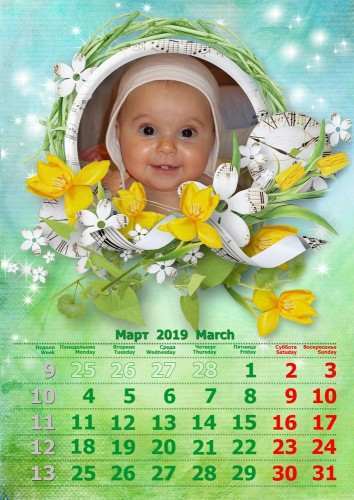 Март 2019 March
Неделя Понедельник Вторник Среда Четверг Пятница Суббота Воскресенье
Week Monday Tuesday Wednesday Thursday Friday Saturday Sunday
9 25 26 27 28 1 2 3
10 4 5 6 7 8 9 10
11 11 12 13 14 15 16 17
12 18 19 20 21 22 23 24
13 25 26 27 28 29 30 31